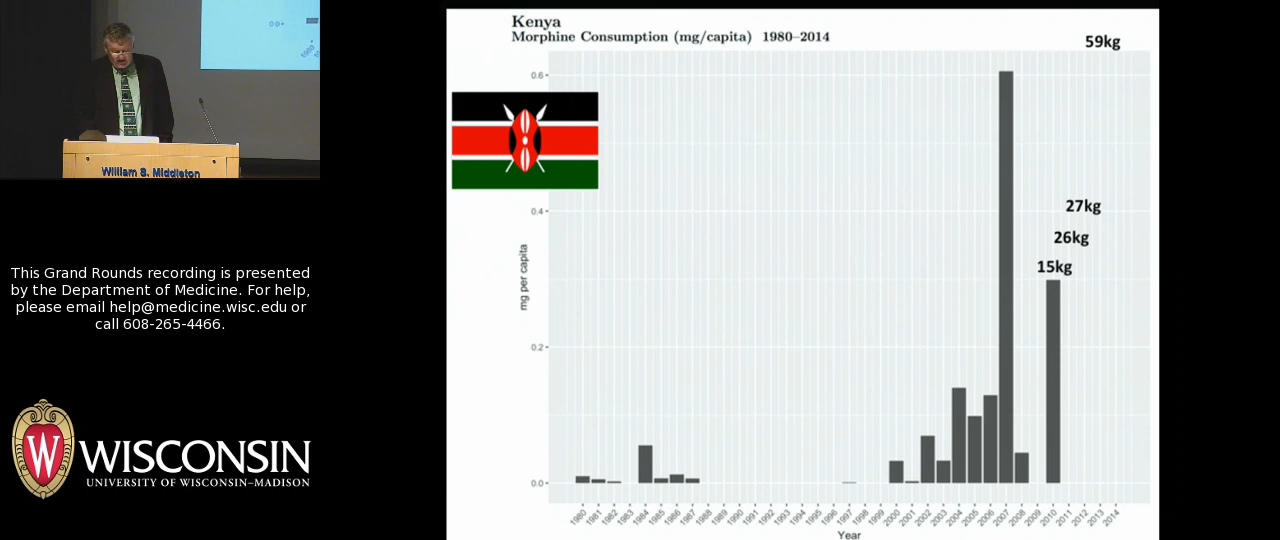 William S. Middleton
This Grand Rounds recording is presented
by the Department of Medicine. For help,
please email help@medicine.wisc.edu or
call 608-265-4466.
W
WISCONSIN
UNIVERSITY OF WISCONSIN–MADISON
Kenya
Morphine Consumption (mg/capita) 1980–2014
59kg
27kg
26kg
15kg
mg per capita
0.6
0.4
0.2
0.0
1980 1981 1982 1983 1984 1985 1986 1987 1988 1989 1990 1991 1992 1993 1994 1995 1996 1997 1998 1999 2000 2001 2002 2003 2004 2005 2006 2007 2008 2009 2010 2011 2012 2013 2014
Year